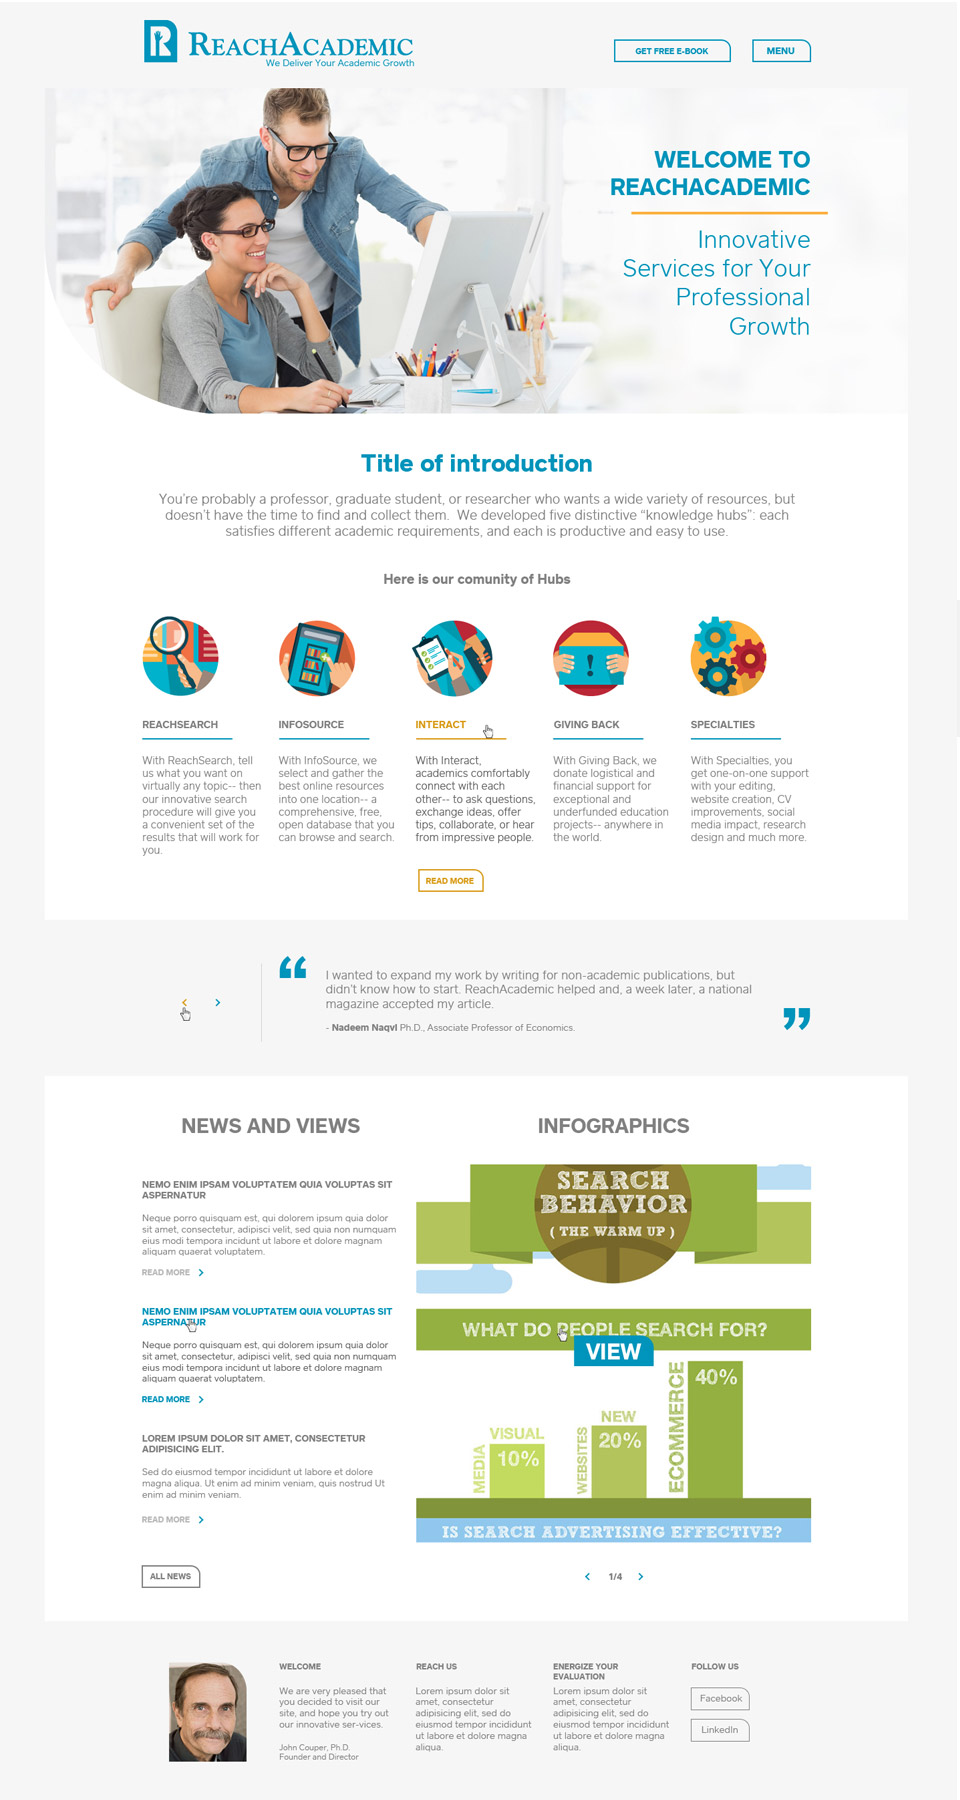 REACHACADEMIC
We Deliver Your Academic Growth
GET FREE E-BOOK
MENU
WELCOME TO
REACHACADEMIC
Innovative
Services for Your
Professional
Growth
Title of introduction
You're probably a professor, graduate student, or researcher who wants a wide variety of resources, but
doesn't have the time to find and collect them.  We developed five distinctive “knowledge hubs”: each
satisfies different academic requirements, and each is productive and easy to use.
Here is our comunity of Hubs
REACHSEARCH
With ReachSearch, tell
us what you want on
virtually any topic-- then
our innovative search
procedure will give you
a convenient set of the
results that will work for
you.
INFOSOURCE
With InfoSource, we
select and gather the
best online resources
into one location-- a
comprehensive, free,
open database that you
can browse and search.
INTERACT
With Interact,
academics comfortably
connect with each
other-- to ask questions,
exchange ideas, offer
tips, collaborate, or hear
from impressive people.
READ MORE
GIVING BACK
With Giving Back, we
donate logistical and
financial support for
exceptional and
underfunded education
projects-- anywhere in
the world.
SPECIALTIES
With Specialties, you
get one-on-one support
with your editing,
website creation, CV
improvements, social
media impact, research
design and much more.
“
I wanted to expand my work by writing for non-academic publications, but
didn't know how to start. ReachAcademic helped and, a week later, a national
magazine accepted my article.
”
- Nadeem Naqvi Ph.D., Associate Professor of Economics.
NEWS AND VIEWS
NEMO ENIM IPSAM VOLUPTATEM QUIA VOLUPTAS SIT
ASPERNATUR
Neque porro quisquam est, qui dolorem ipsum quia dolor
sit amet, consectetur, adipisci velit, sed quia non numquam
eius modi tempora incidunt ut labore et dolore magnam
aliquam quaerat voluptatem.
READ MORE
NEMO ENIM IPSAM VOLUPTATEM QUIA VOLUPTAS SIT
ASPERNATUR
Neque porro quisquam est, qui dolorem ipsum quia dolor
sit amet, consectetur, adipisci velit, sed quia non numquam
eius modi tempora incidunt ut labore et dolore magnam
aliquam quaerat voluptatem.
READ MORE
LOREM IPSUM DOLOR SIT AMET, CONSECTETUR
ADIPISICING ELIT.
Sed do eiusmod tempor incididunt ut labore et dolore
magna aliqua. Ut enim ad minim veniam, quis nostrud Ut
enim ad minim veniam.
READ MORE
ALL NEWS
INFOGRAPHICS
SEARCH
BEHAVIOR
( THE WARM UP )
WHAT DO PEOPLE SEARCH FOR?
VIEW
VISUAL
MEDIA
10%
NEW
WEBSITES
20%
ECOMMERCE
40%
IS SEARCH ADVERTISING EFFECTIVE?
1/4
WELCOME
We are very pleased that
you decided to visit our
site, and hope you try out
our innovative ser-vices.
John Couper, Ph.D.
Founder and Director
REACH US
Lorem ipsum dolor sit
amet, consectetur
adipisicing elit, sed do
eiusmod tempor incididunt
ut labore et dolore magna
aliqua.
ENERGIZE YOUR
EVALUATION
Lorem ipsum dolor sit
amet, consectetur
adipisicing elit, sed do
eiusmod tempor incididunt
ut labore et dolore magna
aliqua.
FOLLOW US
Facebook
LinkedIn